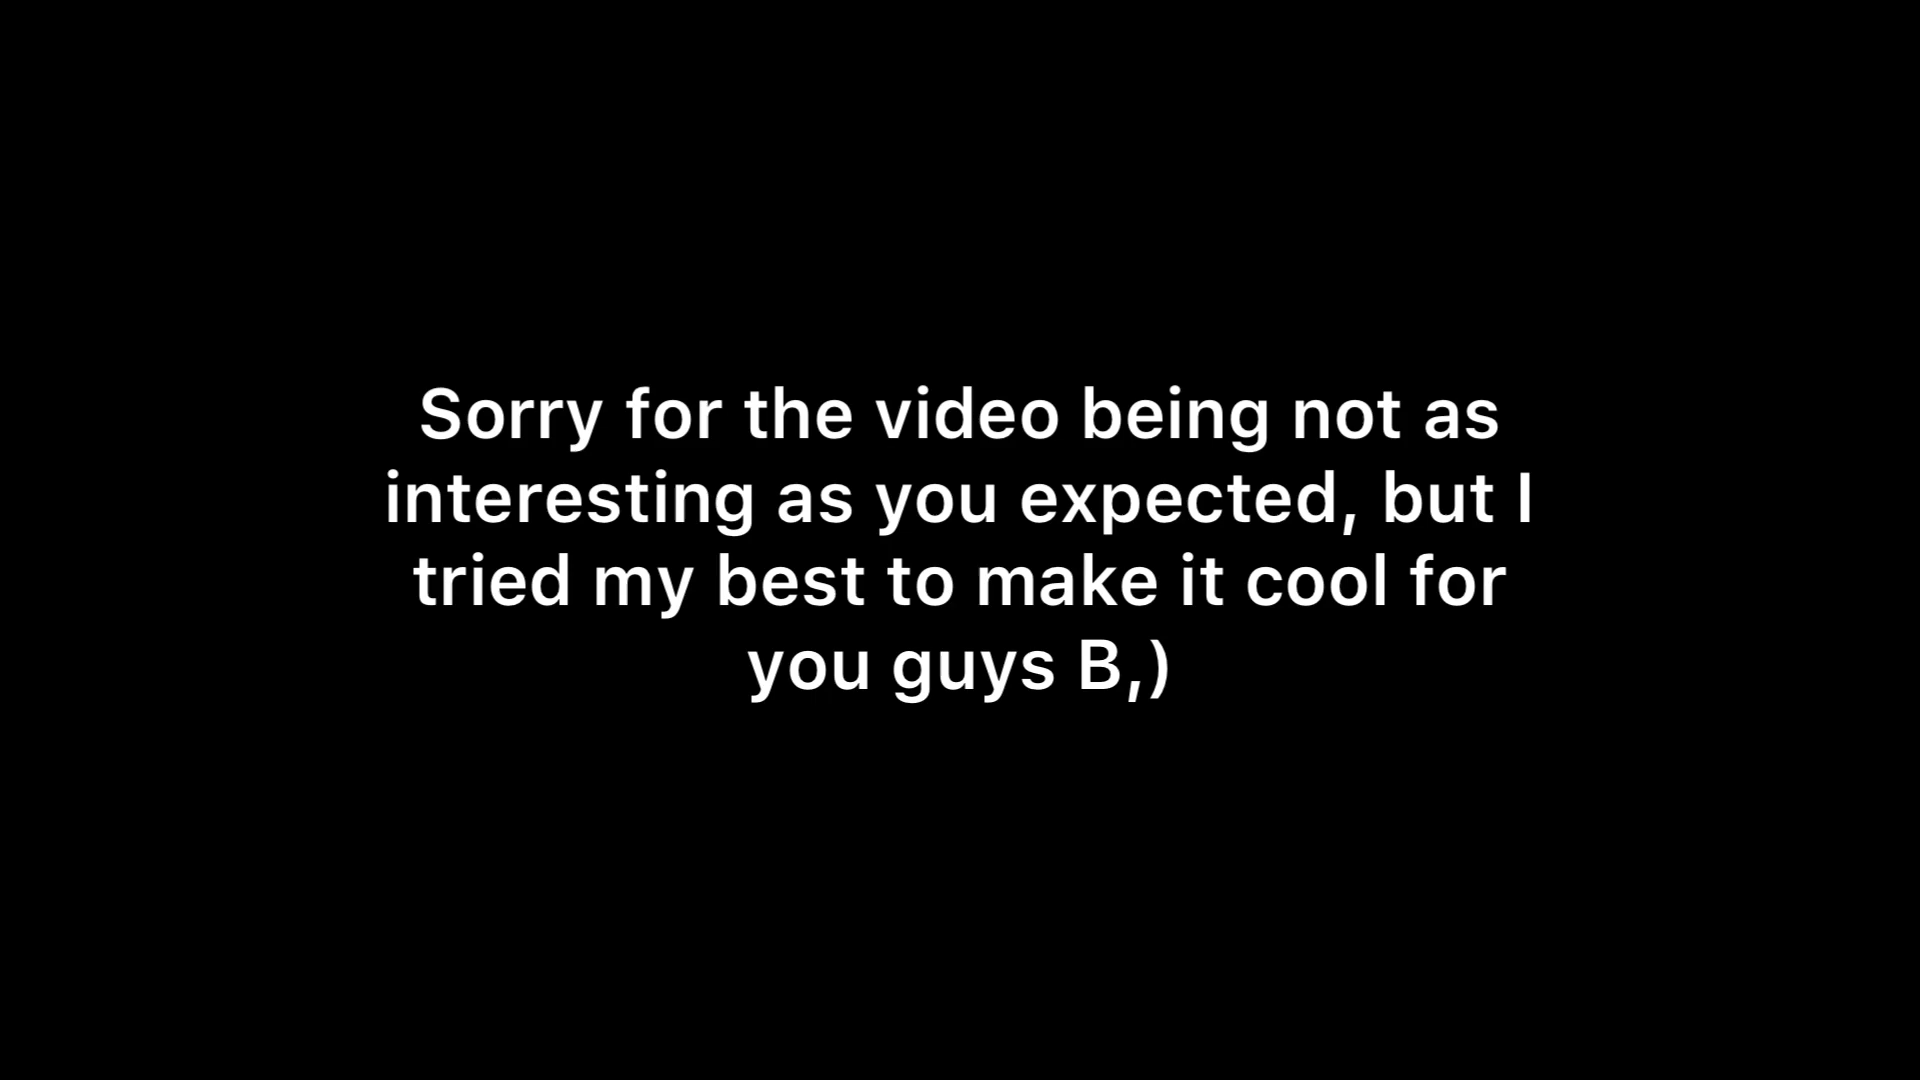 Sorry for the video being not as
interesting as you expected, but I
tried my best to make it cool for
you guys B,)